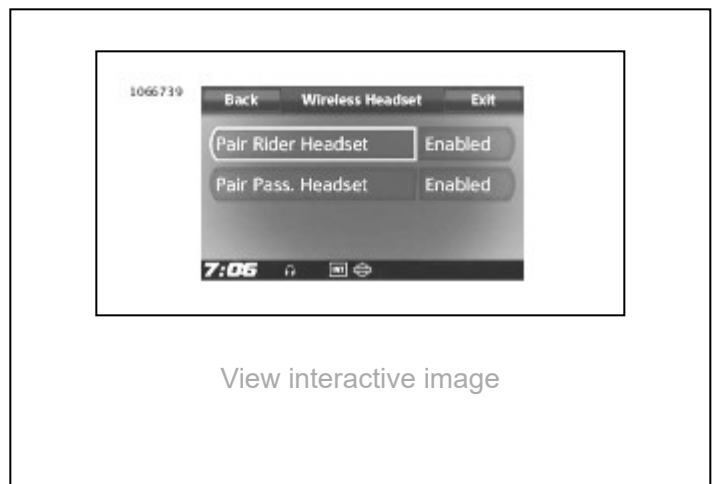 1066739
Back Wireless Headset Exit
Pair Rider Headset Enabled
Pair Pass. Headset Enabled
7:06
View interactive image